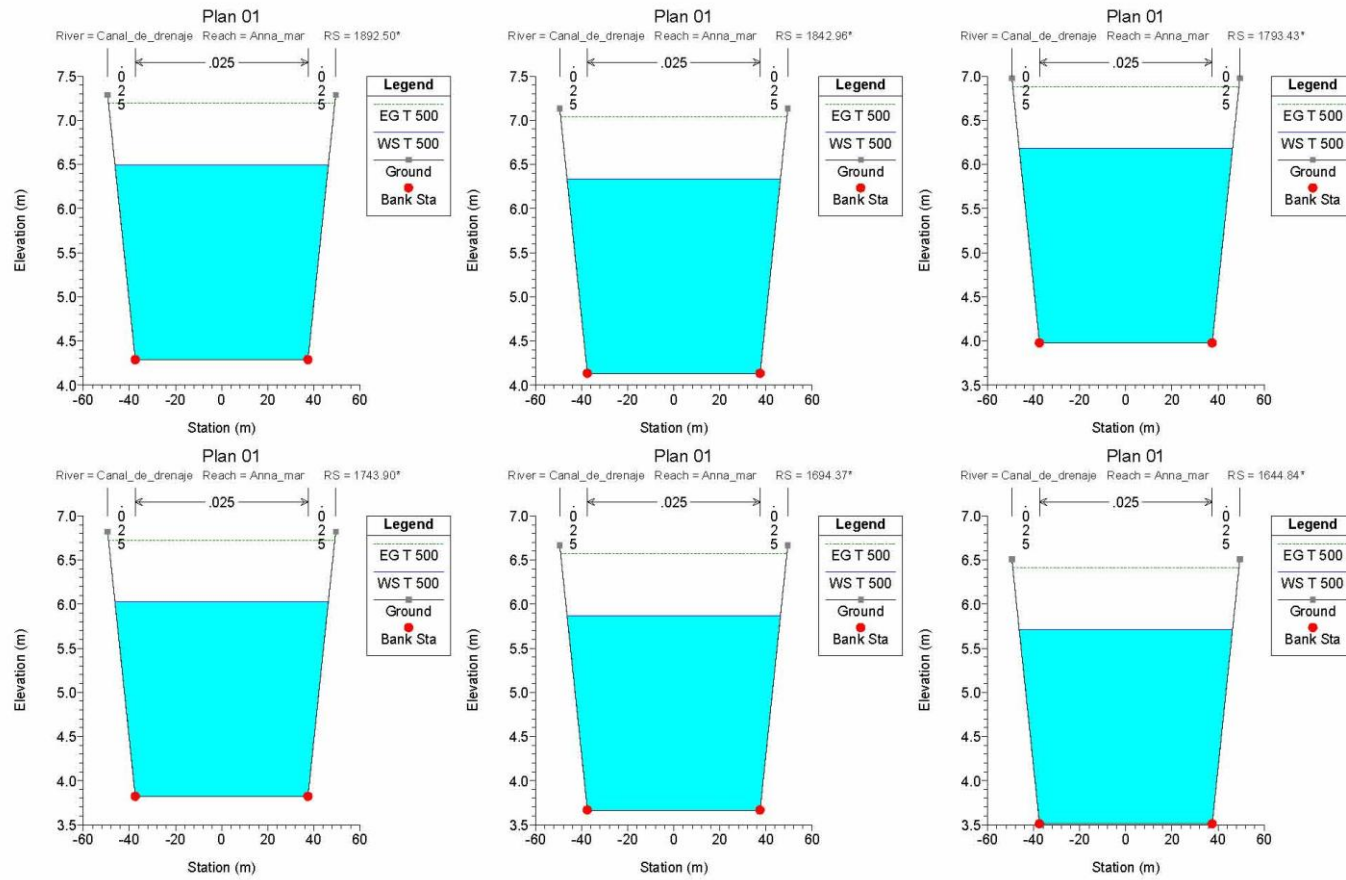 Plan 01
River = Canal_de_drenaje Reach = Anna_mar RS = 1892.50*
.025
.025
.025
7.5
7.0
6.5
6.0
5.5
5.0
4.5
4.0
-60 -40 -20 0 20 40 60
Elevation (m)
Station (m)
Legend
EG T 500
WS T 500
Ground
Bank Sta
Plan 01
River = Canal_de_drenaje Reach = Anna_mar RS = 1842.96*
.025
.025
.025
7.5
7.0
6.5
6.0
5.5
5.0
4.5
4.0
-60 -40 -20 0 20 40 60
Elevation (m)
Station (m)
Legend
EG T 500
WS T 500
Ground
Bank Sta
Plan 01
River = Canal_de_drenaje Reach = Anna_mar RS = 1793.43*
.025
.025
.025
7.0
6.5
6.0
5.5
5.0
4.5
4.0
3.5
-60 -40 -20 0 20 40 60
Elevation (m)
Station (m)
Legend
EG T 500
WS T 500
Ground
Bank Sta
Plan 01
River = Canal_de_drenaje Reach = Anna_mar RS = 1743.90*
.025
.025
.025
7.0
6.5
6.0
5.5
5.0
4.5
4.0
3.5
-60 -40 -20 0 20 40 60
Elevation (m)
Station (m)
Legend
EG T 500
WS T 500
Ground
Bank Sta
Plan 01
River = Canal_de_drenaje Reach = Anna_mar RS = 1694.37*
.025
.025
.025
7.0
6.5
6.0
5.5
5.0
4.5
4.0
3.5
-60 -40 -20 0 20 40 60
Elevation (m)
Station (m)
Legend
EG T 500
WS T 500
Ground
Bank Sta
Plan 01
River = Canal_de_drenaje Reach = Anna_mar RS = 1644.84*
.025
.025
.025
7.0
6.5
6.0
5.5
5.0
4.5
4.0
3.5
-60 -40 -20 0 20 40 60
Elevation (m)
Station (m)
Legend
EG T 500
WS T 500
Ground
Bank Sta